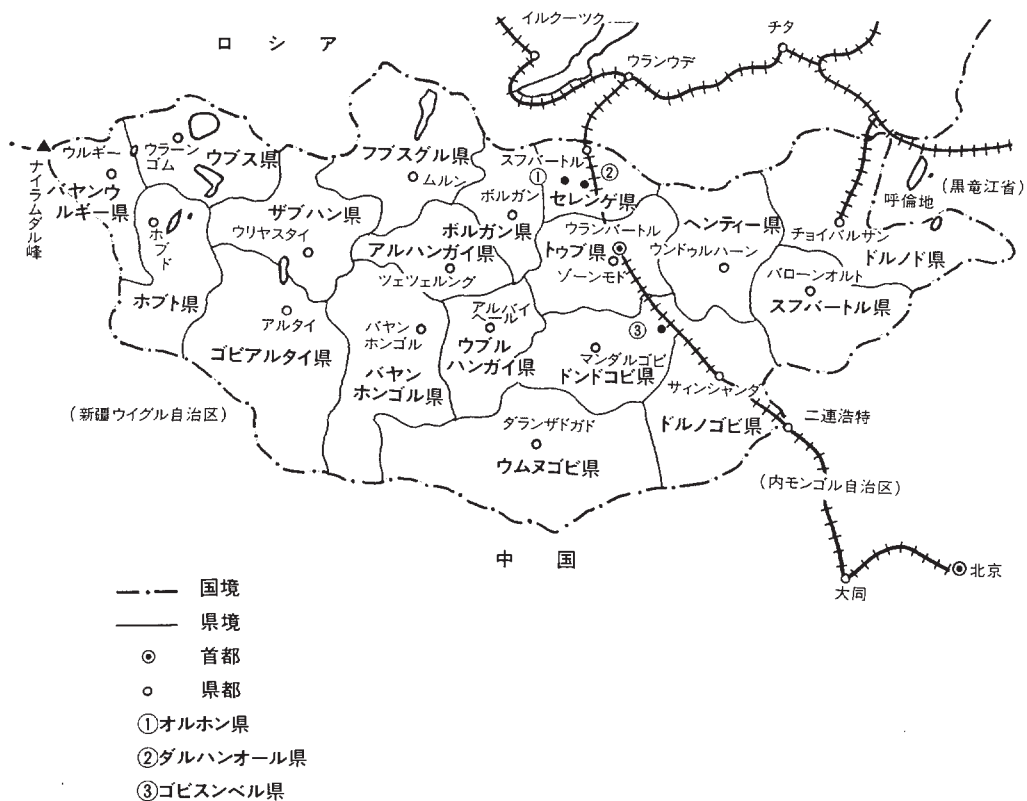 ロシア
イルクーツク
チタ
ウランウデ
ナイラムダル峰
ウルギー
バヤンウ
ルギー県
ウラーン
ゴム
ウブス県
フブスグル県
ムルン
スフバートル
①
②
セレンゲ県
(黒竜江省)
呼倫地
ホブド
ザブハン県
ウリヤスタイ
ボルガン
ボルガン県
アルハンガイ県
ツェツェルング
ウランバートル
トゥブ県
ゾーンモド
ヘンティー県
ウンドゥルハーン
チョイバルサン
ドルノド県
バローンオルト
スフバートル県
ホブト県
アルタイ
ゴビアルタイ県
バヤン
ホンゴル
バヤン
ホンゴル県
アルバイ
ヘール
ウブル
ハンガイ県
③
マンダルゴビ
ドンドコビ県
サインシャンダ
ドルノゴビ県
二連浩特
(新疆ウイグル自治区)
ダランザドガド
ウムヌゴビ県
(内モンゴル自治区)
中国
北京
大同
国境
県境
首都
県都
①オルホン県
②ダルハンオール県
③ゴビスンベル県